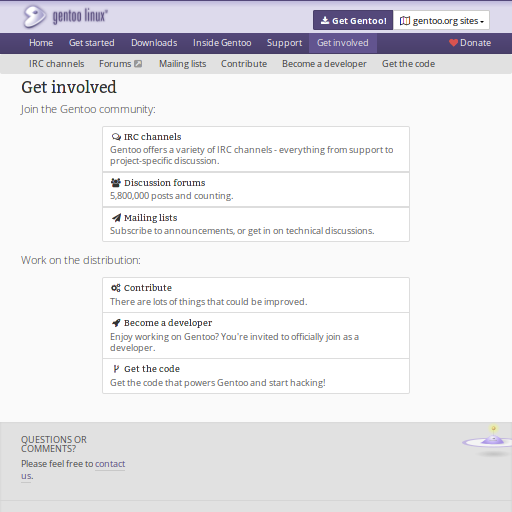 gentoo linux
Get Gentoo!
gentoo.org sites
Home Get started Downloads Inside Gentoo Support Get involved Donate
IRC channels Forums Mailing lists Contribute Become a developer Get the code
Get involved
Join the Gentoo community:
IRC channels
Gentoo offers a variety of IRC channels - everything from support to
project-specific discussion.
Discussion forums
5,800,000 posts and counting.
Mailing lists
Subscribe to announcements, or get in on technical discussions.
Work on the distribution:
Contribute
There are lots of things that could be improved.
Become a developer
Enjoy working on Gentoo? You're invited to officially join as a
developer.
Get the code
Get the code that powers Gentoo and start hacking!
QUESTIONS OR
COMMENTS?
Please feel free to contact
us.